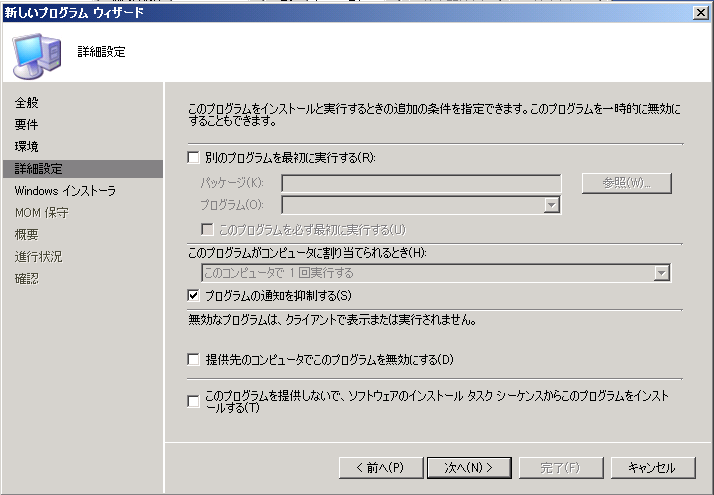 新しいプログラム ウィザード
詳細設定
全般
要件
環境
詳細設定
Windows インストーラ
MOM 保守
概要
進行状況
確認
このプログラムをインストールと実行するときの追加の条件を指定できます。このプログラムを一時的に無効に
することもできます。
別のプログラムを最初に実行する(R):
パッケージ(K):
参照(W)...
プログラム(O):
このプログラムを必ず最初に実行する(U)
このプログラムがコンピュータに割り当てられるとき(H):
このコンピュータで 1 回実行する
プログラムの通知を抑制する(S)
無効なプログラムは、クライアントで表示または実行されません。
提供先のコンピュータでこのプログラムを無効にする(D)
このプログラムを提供しないで、ソフトウェアのインストール タスク シーケンスからこのプログラムをインスト
ールする(T)
< 前へ(P)
次へ(N) >
完了(F)
キャンセル